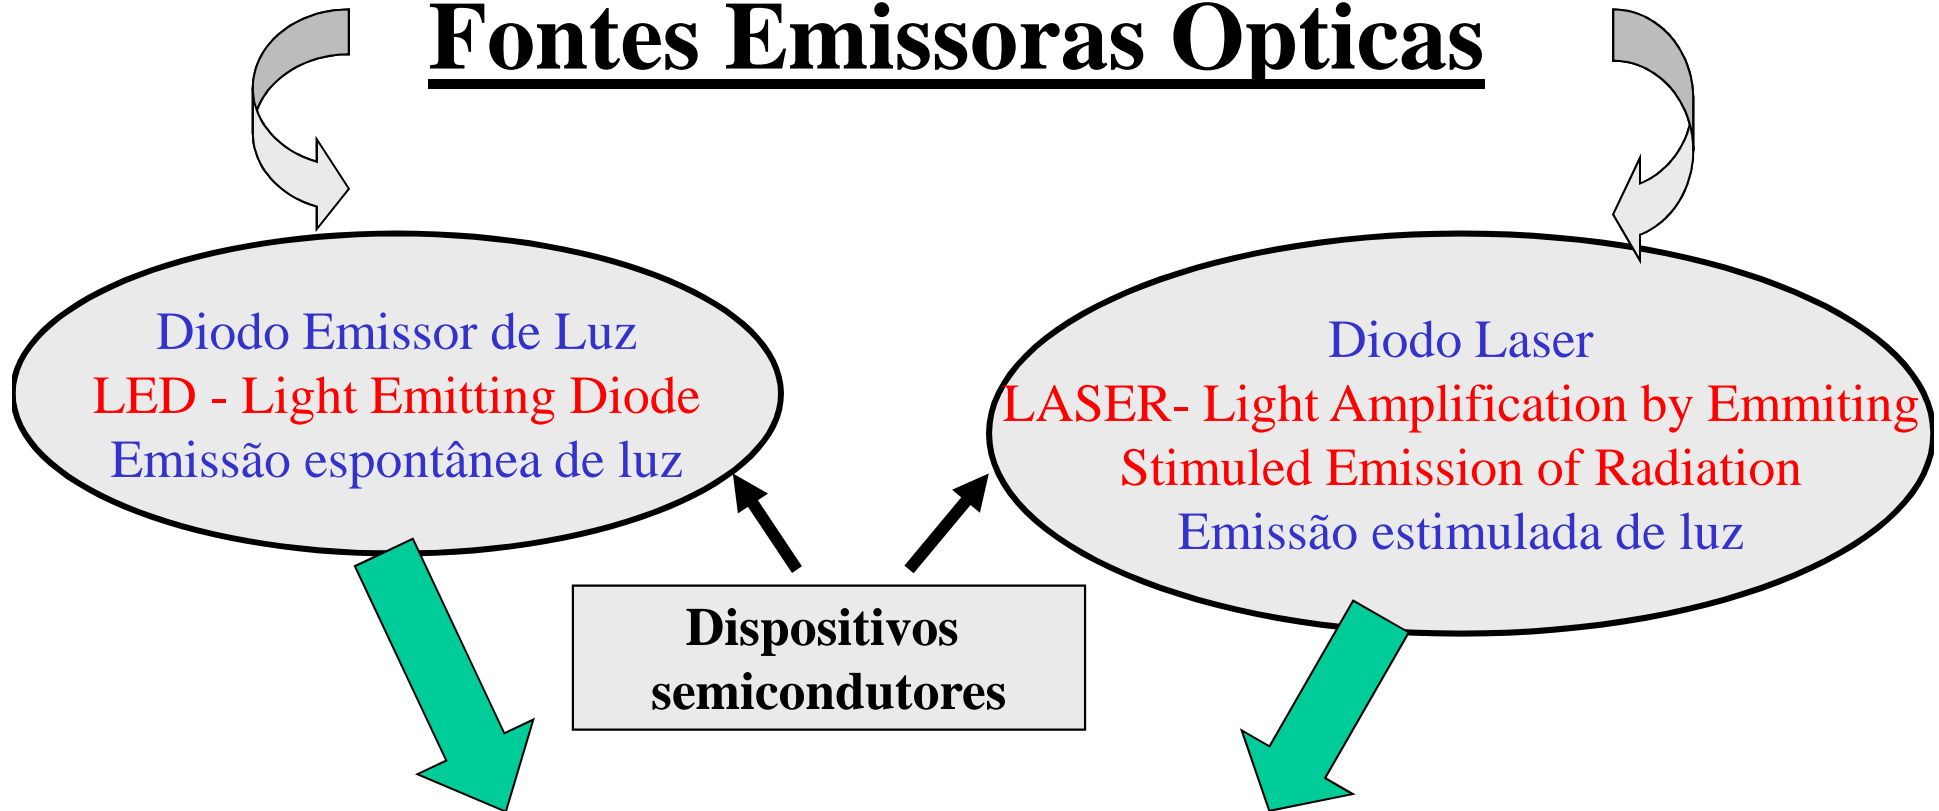 Fontes Emissoras Opticas
Diodo Emissor de Luz
LED - Light Emitting Diode
Emissão espontânea de luz
Diodo Laser
LASER- Light Amplification by Emmiting
Stimuled Emission of Radiation
Emissão estimulada de luz
Dispositivos
semicondutores